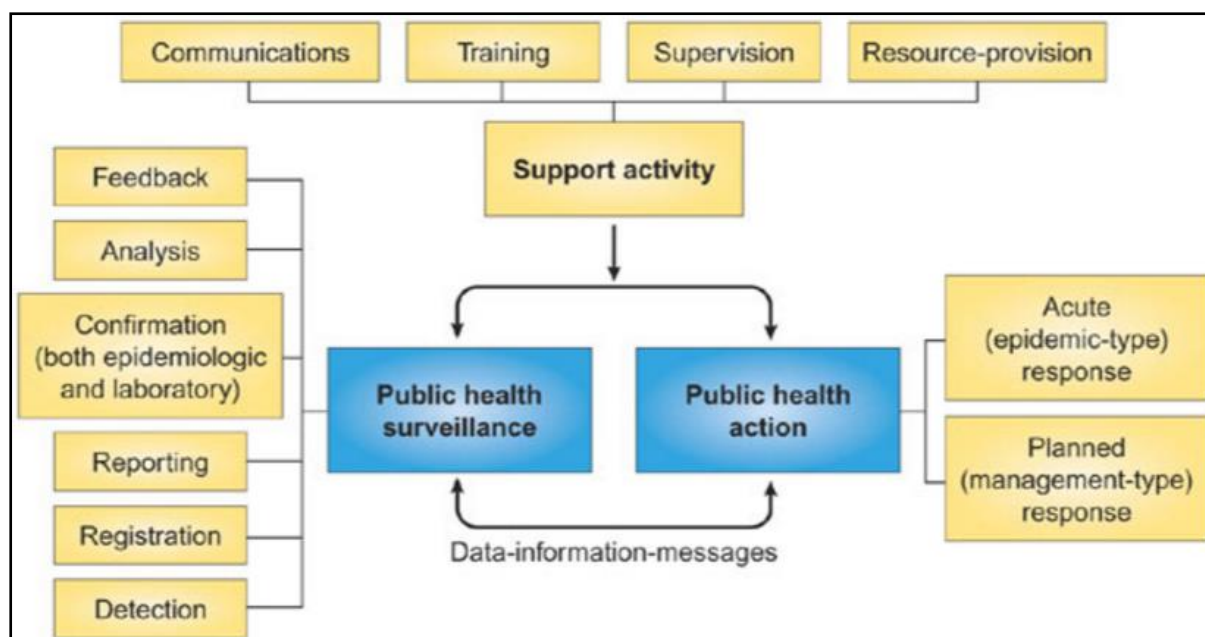 Communications
Training
Supervision
Resource-provision
Support activity
Feedback
Analysis
Confirmation
(both epidemiologic
and laboratory)
Reporting
Registration
Detection
Public health
surveillance
Public health
action
Data-information-messages
Acute
(epidemic-type)
response
Planned
(management-type)
response